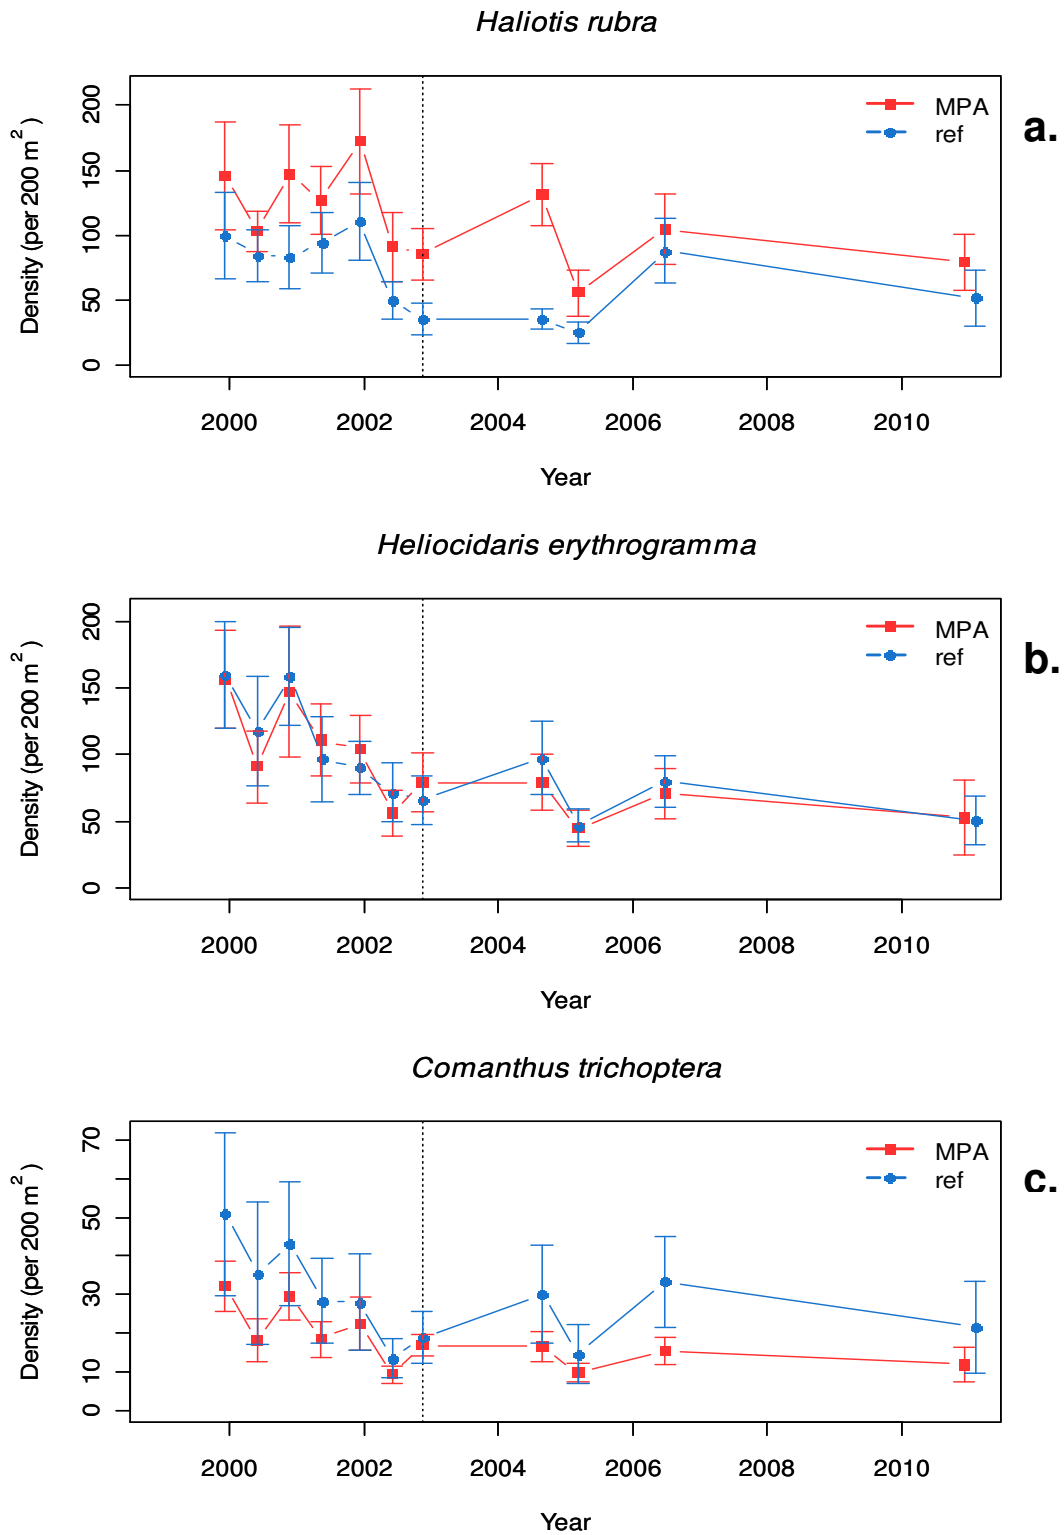 Haliotis rubra
MPA
ref
a.
Density (per 200 m²)
0
50
100
150
200
2000 2002 2004 2006 2008 2010
Year
Heliocidaris erythrogramma
MPA
ref
b.
Density (per 200 m²)
0
50
100
150
200
2000 2002 2004 2006 2008 2010
Year
Comanthus trichoptera
MPA
ref
c.
Density (per 200 m²)
0
10
30
50
70
2000 2002 2004 2006 2008 2010
Year